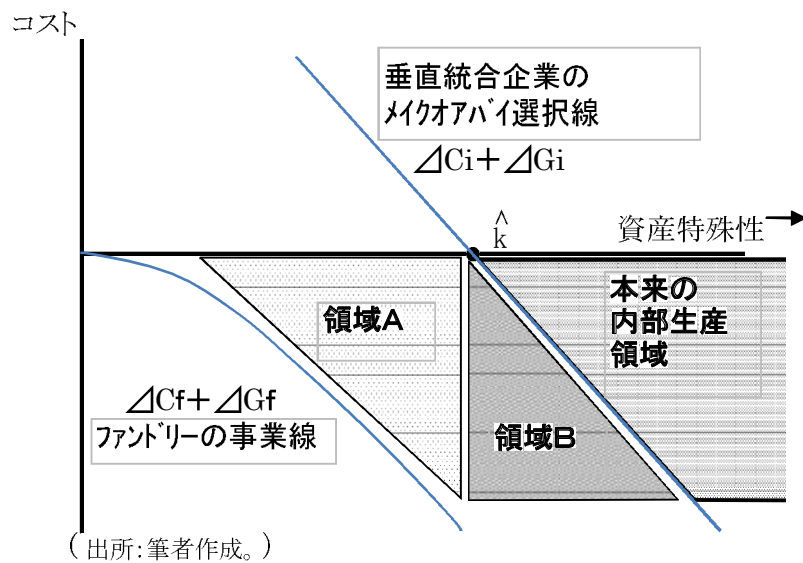 コスト
垂直統合企業の
メイクオアバイ選択線
⊿Ci＋⊿Gi
^
k
資産特殊性
本来の
内部生産
領域
領域A
領域B
⊿Cf＋⊿Gf
ファンドリーの事業線
(出所:筆者作成。)